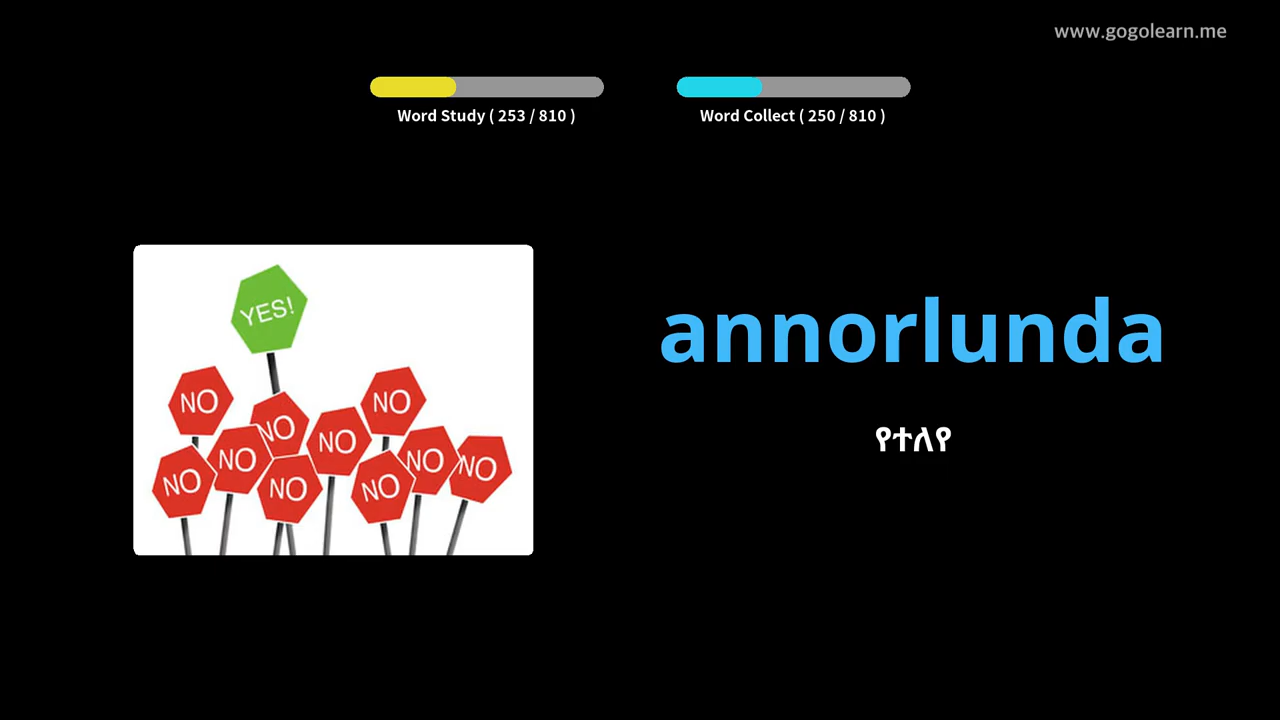 www.gogolearn.me
Word Study ( 253 / 810 )
Word Collect ( 250 / 810 )
YES!
NO
NO
NO
NO
NO
NO
NO
NO
NO
NO
annorlunda
የተለየ